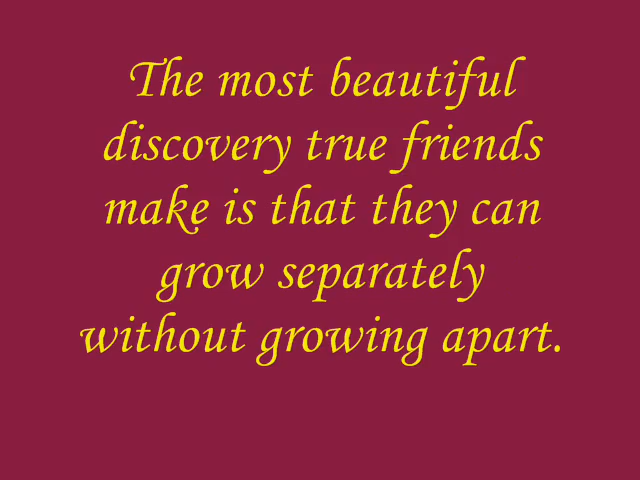 The most beautiful
discovery true friends
make is that they can
grow separately
without growing apart.